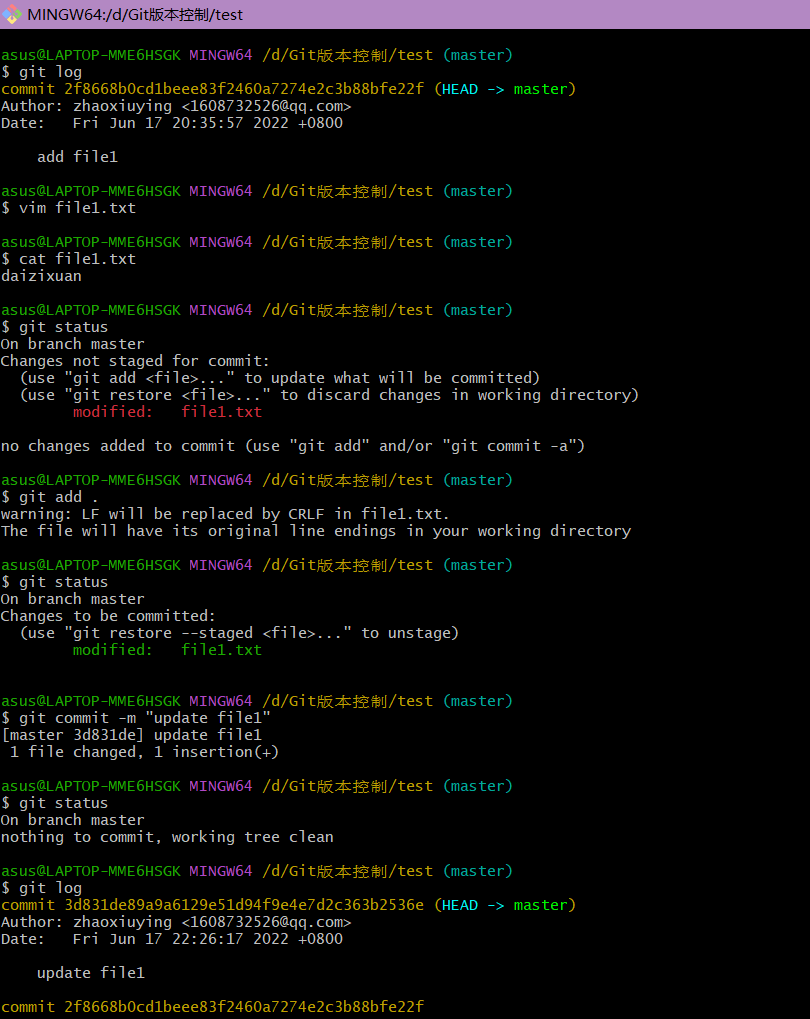 MINGW64:/d/Git版本控制/test
asus@LAPTOP-MME6HSGK MINGW64 /d/Git版本控制/test (master)
$ git log
commit 2f8668b0cd1beee83f2460a7274e2c3b88bfe22f (HEAD -> master)
Author: zhaoxiuying <1608732526@qq.com>
Date:   Fri Jun 17 20:35:57 2022 +0800
    add file1
asus@LAPTOP-MME6HSGK MINGW64 /d/Git版本控制/test (master)
$ vim file1.txt
asus@LAPTOP-MME6HSGK MINGW64 /d/Git版本控制/test (master)
$ cat file1.txt
daizixuan
asus@LAPTOP-MME6HSGK MINGW64 /d/Git版本控制/test (master)
$ git status
On branch master
Changes not staged for commit:
  (use "git add <file>..." to update what will be committed)
  (use "git restore <file>..." to discard changes in working directory)
        modified:   file1.txt
no changes added to commit (use "git add" and/or "git commit -a")
asus@LAPTOP-MME6HSGK MINGW64 /d/Git版本控制/test (master)
$ git add .
warning: LF will be replaced by CRLF in file1.txt.
The file will have its original line endings in your working directory
asus@LAPTOP-MME6HSGK MINGW64 /d/Git版本控制/test (master)
$ git status
On branch master
Changes to be committed:
  (use "git restore --staged <file>..." to unstage)
        modified:   file1.txt
asus@LAPTOP-MME6HSGK MINGW64 /d/Git版本控制/test (master)
$ git commit -m "update file1"
[master 3d831de] update file1
 1 file changed, 1 insertion(+)
asus@LAPTOP-MME6HSGK MINGW64 /d/Git版本控制/test (master)
$ git status
On branch master
nothing to commit, working tree clean
asus@LAPTOP-MME6HSGK MINGW64 /d/Git版本控制/test (master)
$ git log
commit 3d831de89a9a6129e51d94f9e4e7d2c363b2536e (HEAD -> master)
Author: zhaoxiuying <1608732526@qq.com>
Date:   Fri Jun 17 22:26:17 2022 +0800
    update file1
commit 2f8668b0cd1beee83f2460a7274e2c3b88bfe22f